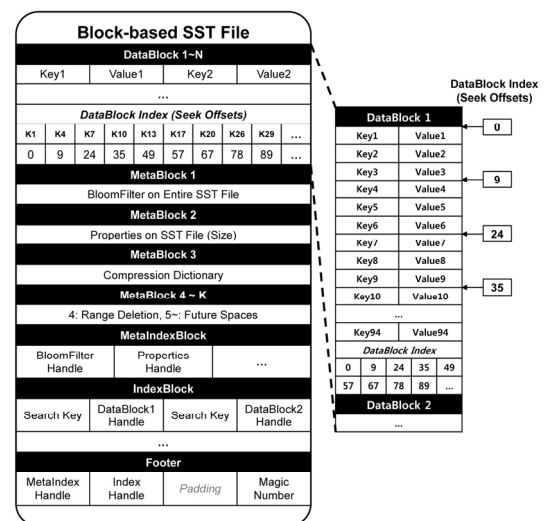 Block-based SST File
DataBlock 1~N
Key1 Value1 Key2 Value2
...
DataBlock Index (Seek Offsets)
K1 K4 K7 K10 K13 K17 K20 K26 K29 ...
0 9 24 35 49 57 67 78 89 ...
MetaBlock 1
BloomFilter on Entire SST File
MetaBlock 2
Properties on SST File (Size)
MetaBlock 3
Compression Dictionary
MetaBlock 4 ~ K
4: Range Deletion, 5~: Future Spaces
MetaIndexBlock
BloomFilter Properties ...
Handle Handle
IndexBlock
Search Key DataBlock1 Search Key DataBlock2
Handle Handle
...
Footer
MetaIndex Index Padding Magic
Handle Handle Number
DataBlock Index
(Seek Offsets)
DataBlock 1
0
Key1 Value1
Key2 Value2
Key3 Value3
9
Key4 Value4
Key5 Value5
Key6 Value6
24
Key7 Value7
Key8 Value8
Key9 Value9
35
Key10 Value10
...
Key94 Value94
DataBlock Index
0 9 24 35 49
57 67 78 89 ...
DataBlock 2
...